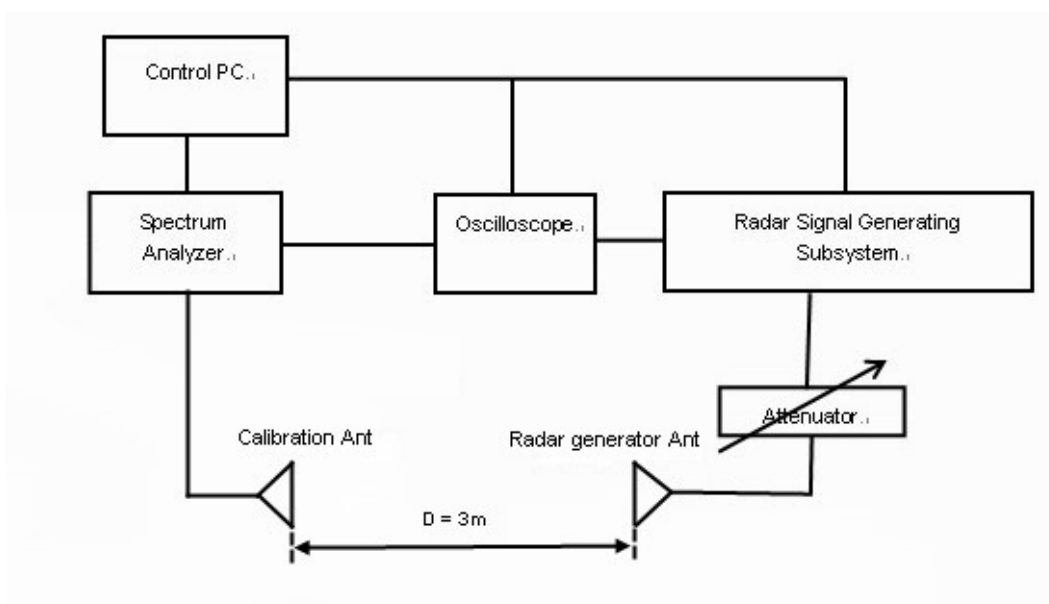 Control PC.
Spectrum
Analyzer.
Oscilloscope.
Radar Signal Generating
Subsystem.
Attenuator.
Calibration Ant
Radar generator Ant
D = 3m